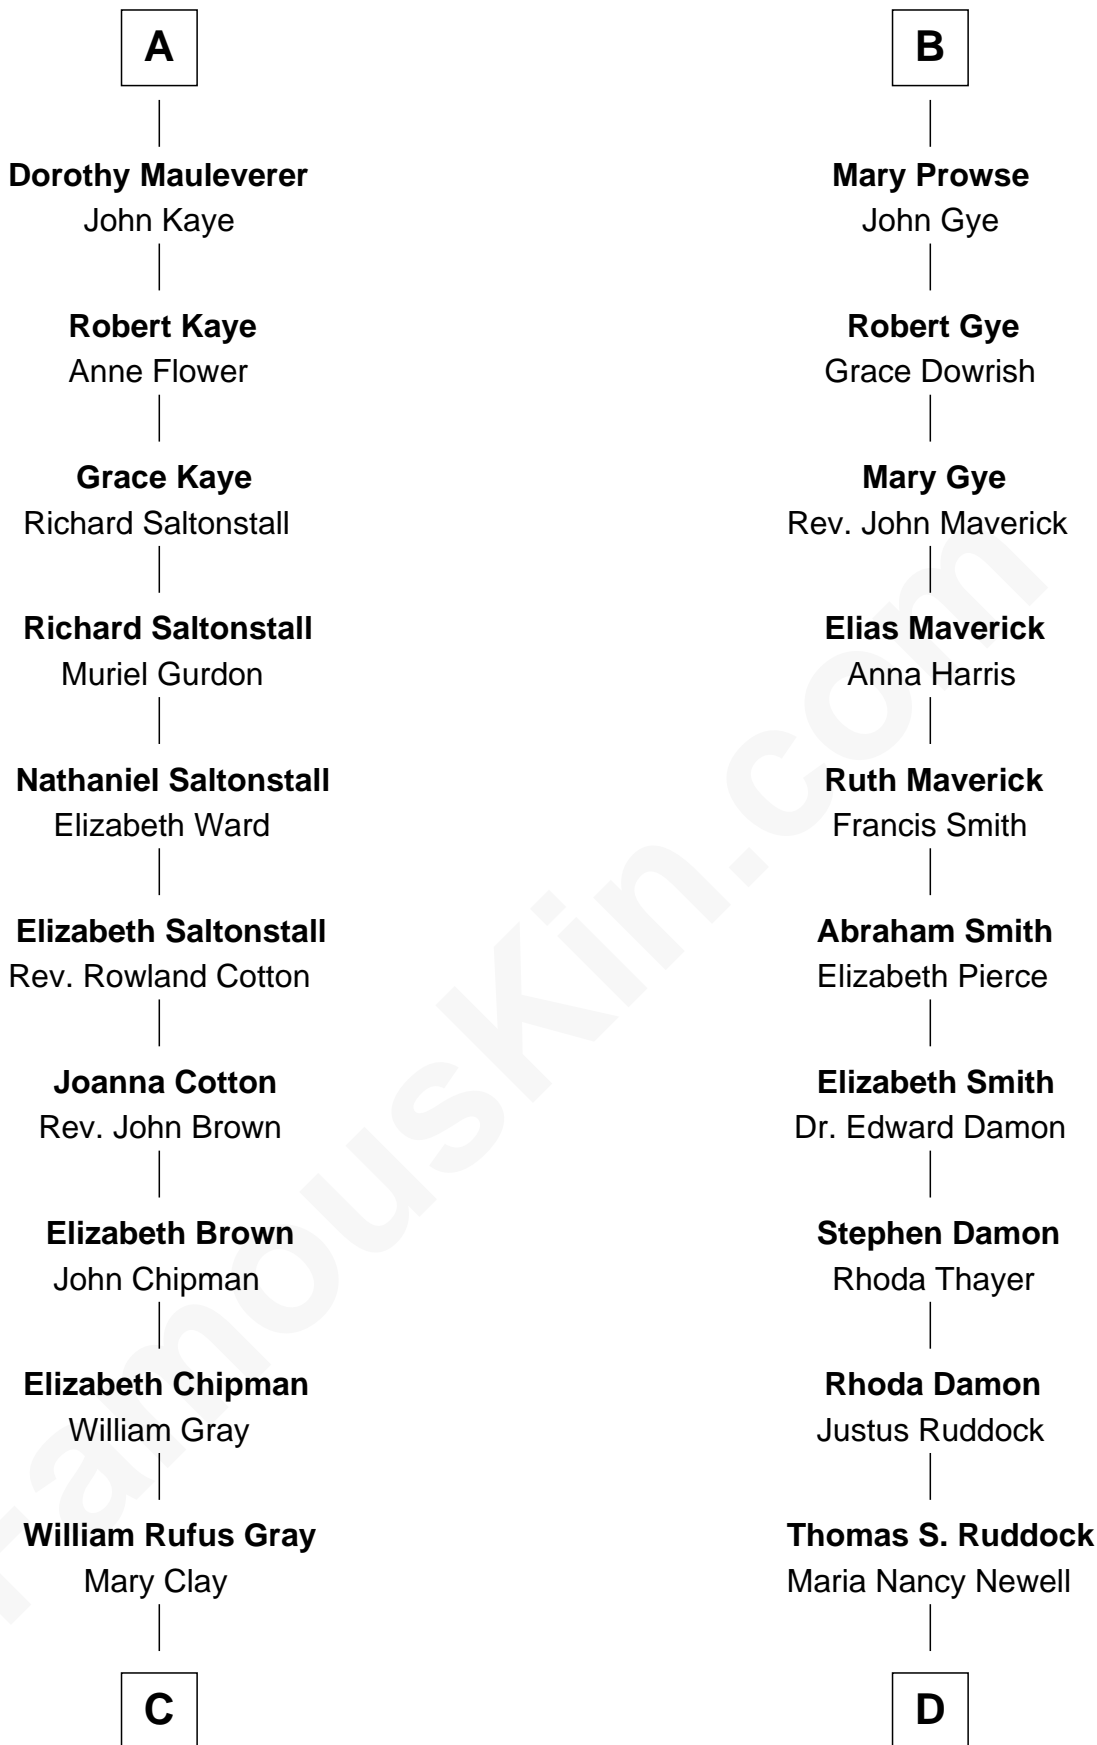 A
Dorothy Mauleverer
John Kaye
Robert Kaye
Anne Flower
Grace Kaye
Richard Saltonstall
Richard Saltonstall
Muriel Gurdon
Nathaniel Saltonstall
Elizabeth Ward
Elizabeth Saltonstall
Rev. Rowland Cotton
Joanna Cotton
Rev. John Brown
Elizabeth Brown
John Chipman
Elizabeth Chipman
William Gray
William Rufus Gray
Mary Clay
C
B
Mary Prowse
John Gye
Robert Gye
Grace Dowrish
Mary Gye
Rev. John Maverick
Elias Maverick
Anna Harris
Ruth Maverick
Francis Smith
Abraham Smith
Elizabeth Pierce
Elizabeth Smith
Dr. Edward Damon
Stephen Damon
Rhoda Thayer
Rhoda Damon
Justus Ruddock
Thomas S. Ruddock
Maria Nancy Newell
D
FamousKin.com